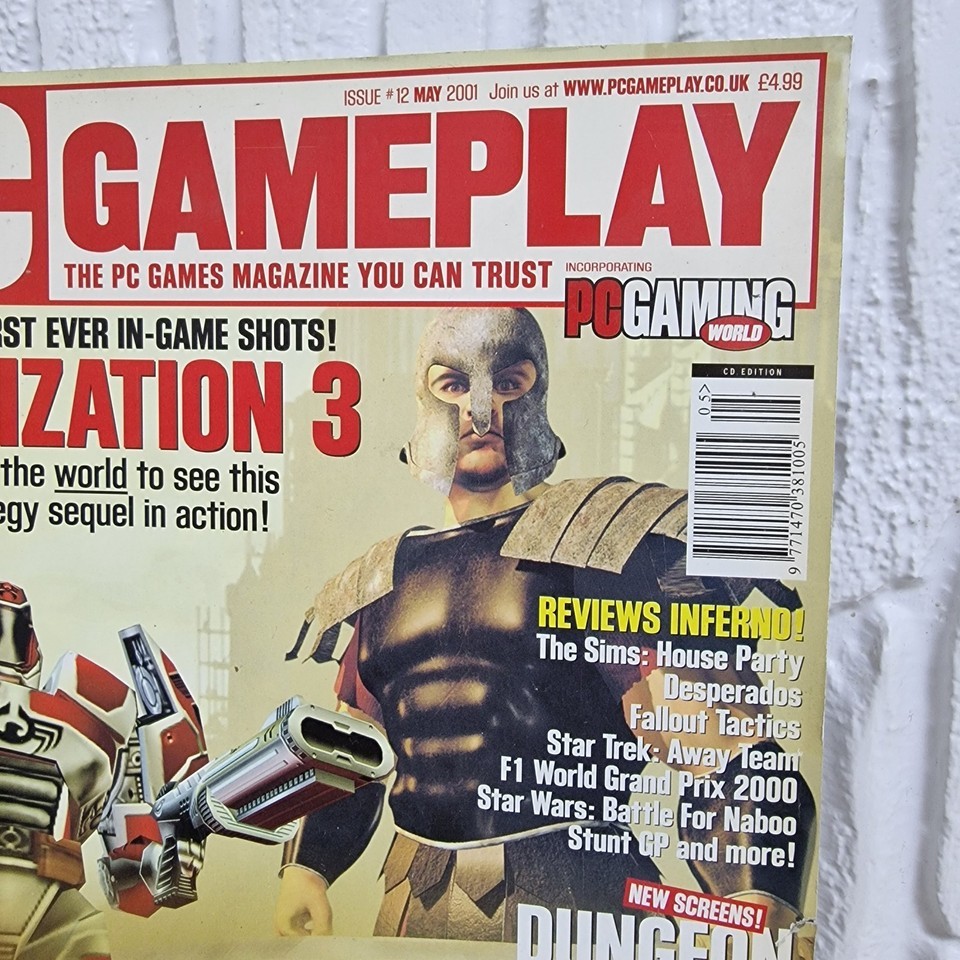 ISSUE #12 MAY 2001 Join us at WWW.PCGAMEPLAY.CO.UK £4.99
GAMEPLAY
THE PC GAMES MAGAZINE YOU CAN TRUST
INCORPORATING
PCGAMING
WORLD
RST EVER IN-GAME SHOTS!
IZATION 3
the world to see this
egy sequel in action!
CD EDITION
05>
9 771470 381005
REVIEWS INFERNO!
The Sims: House Party
Desperados
Fallout Tactics
Star Trek: Away Team
F1 World Grand Prix 2000
Star Wars: Battle For Naboo
Stunt GP and more!
NEW SCREENS!
DUNGEON